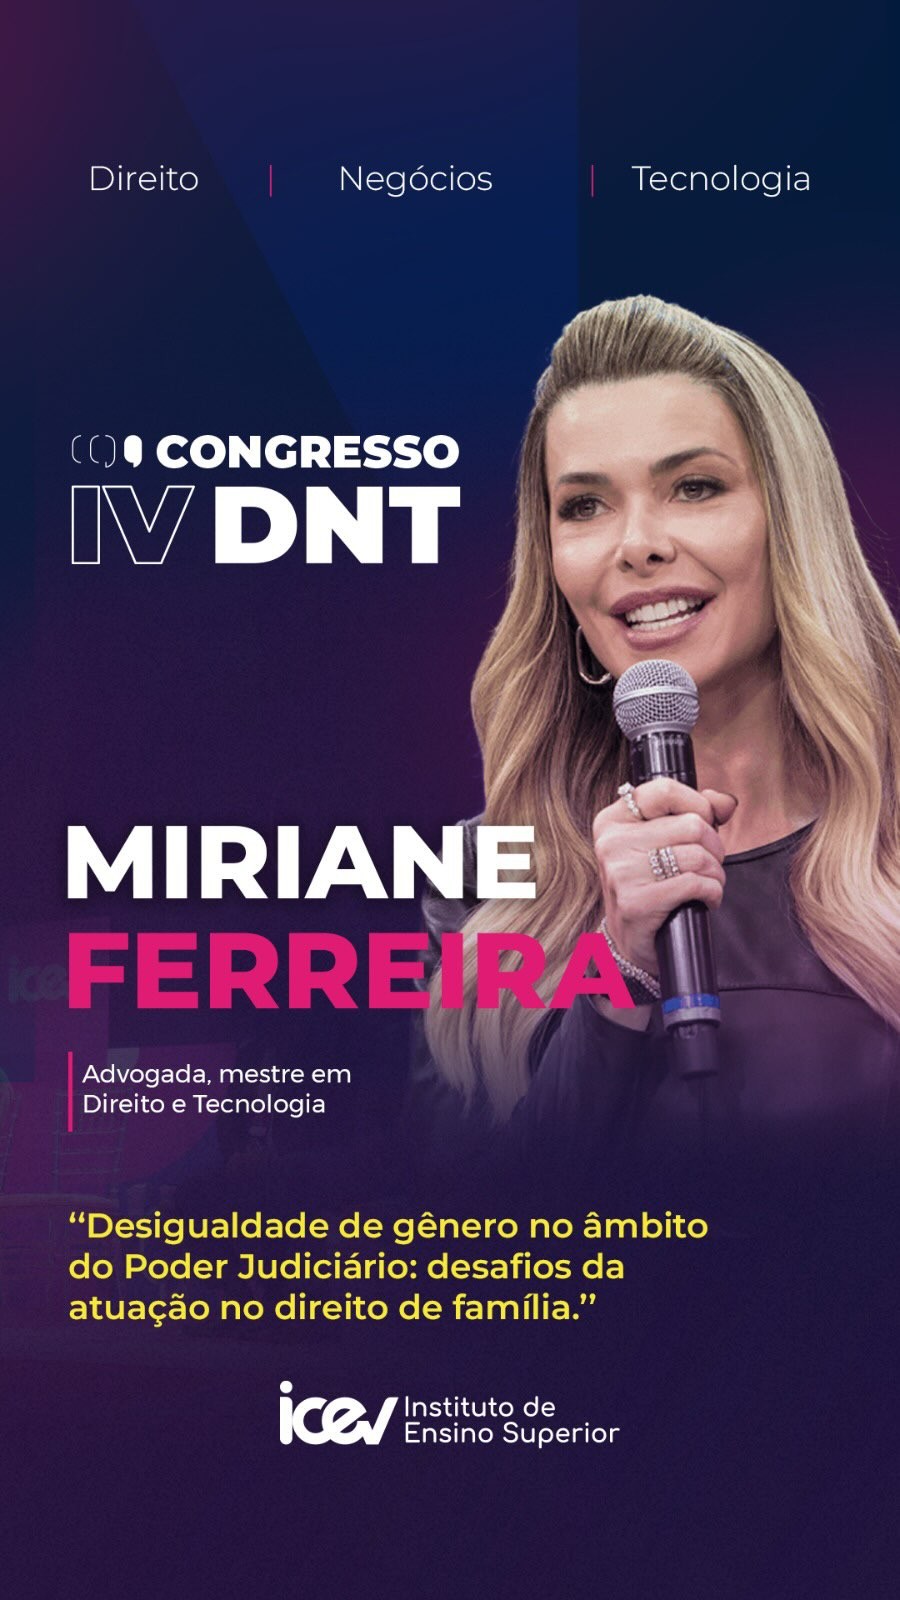 Direito | Negócios | Tecnologia
CONGRESSO
IV DNT
MIRIANE
FERREIRA
Advogada, mestre em
Direito e Tecnologia
“Desigualdade de gênero no âmbito
do Poder Judiciário: desafios da
atuação no direito de família.”
icev Instituto de
Ensino Superior